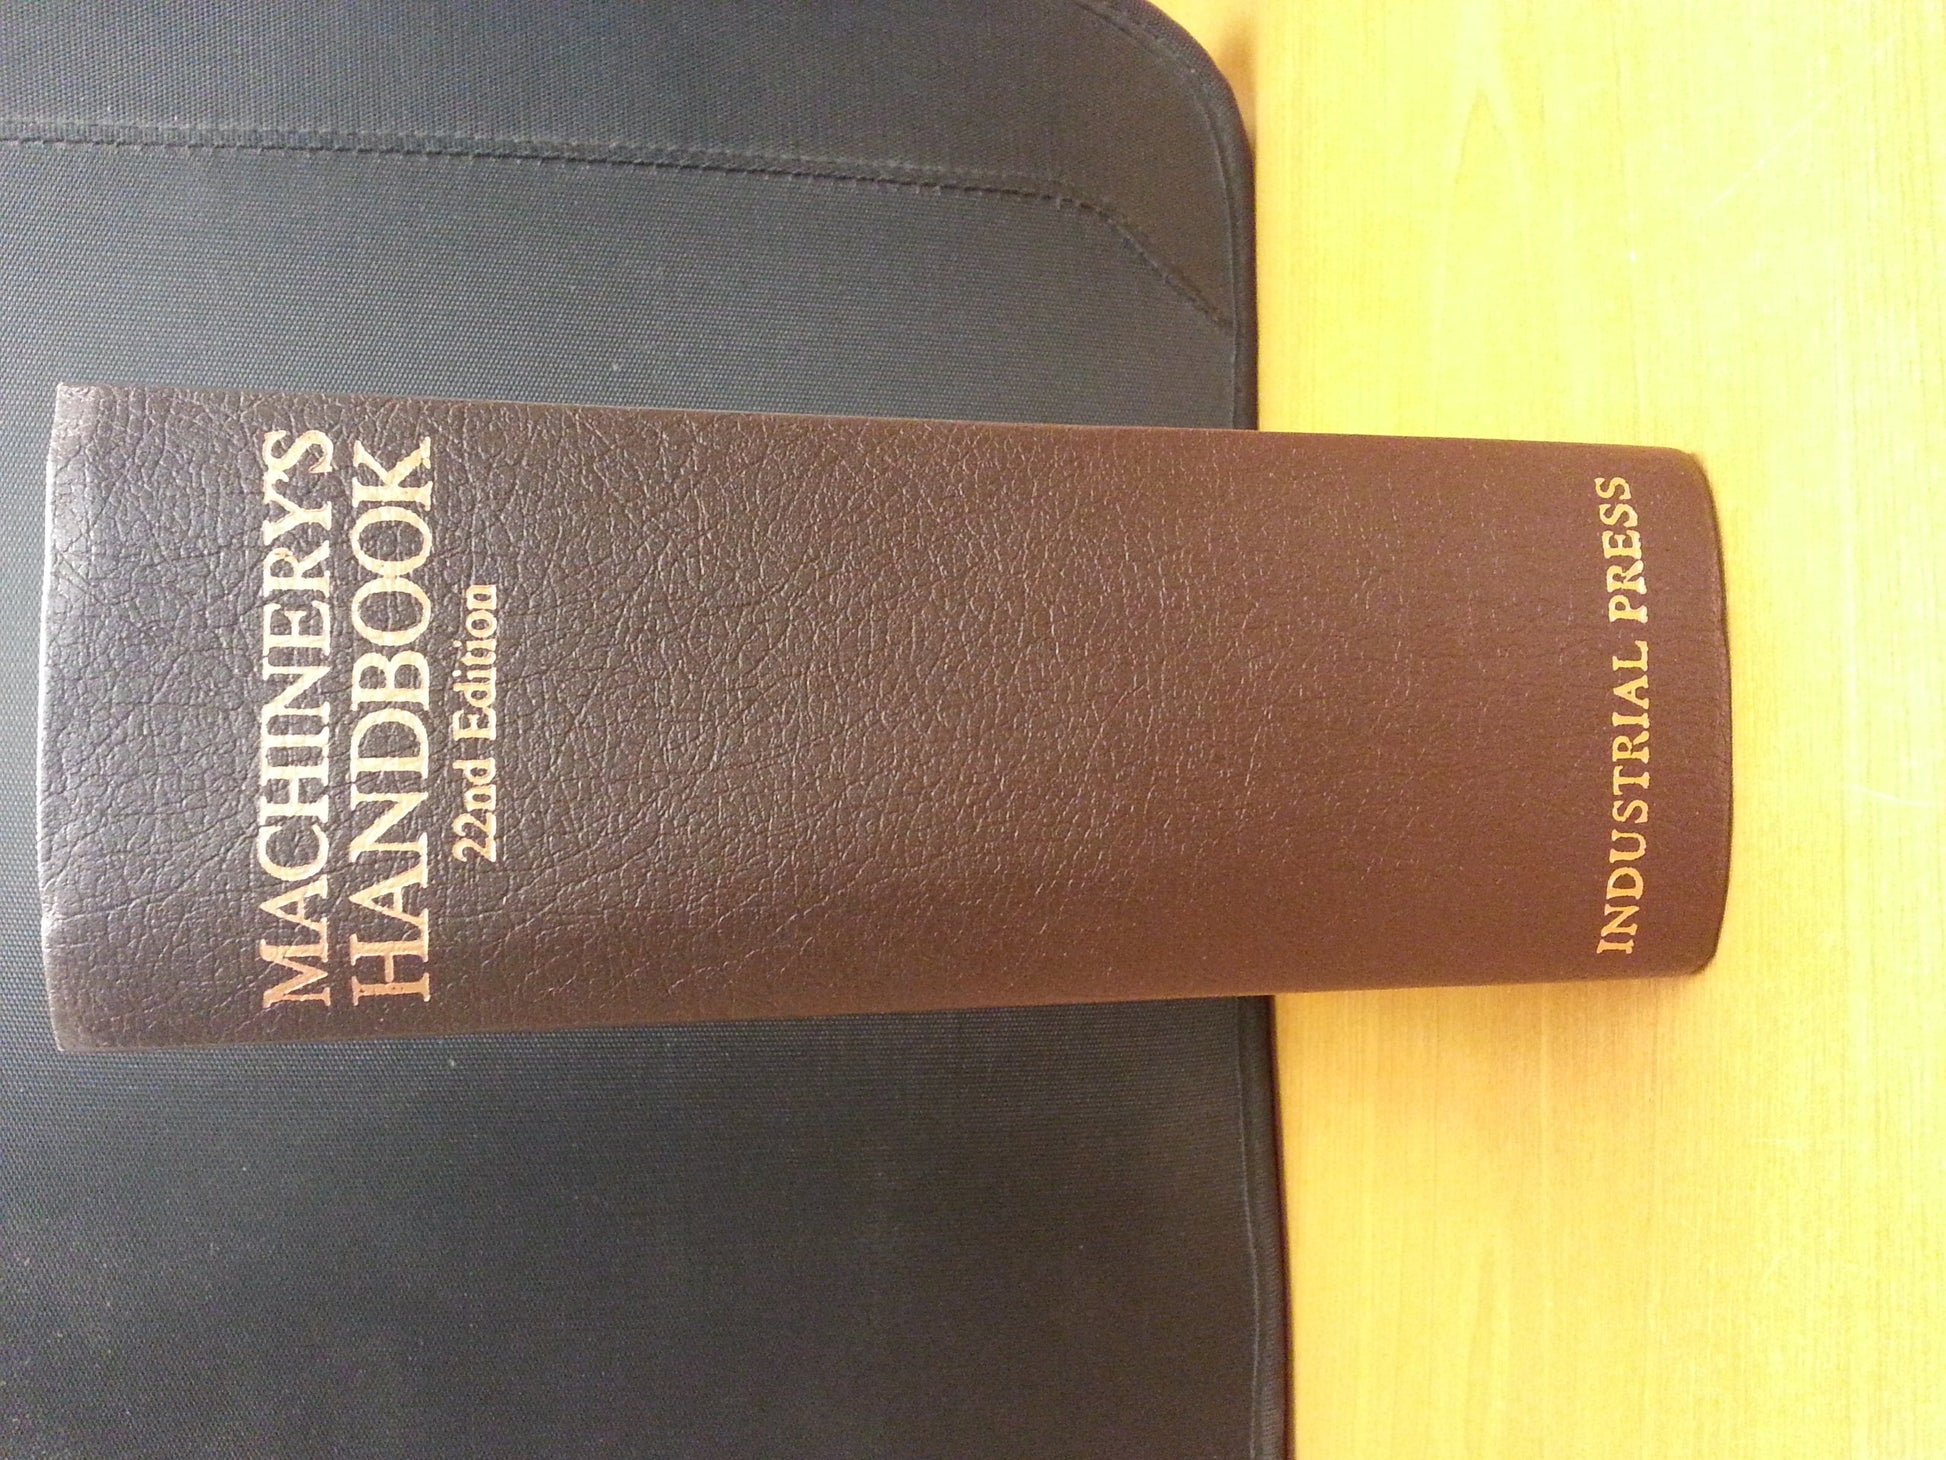 MACHINERY'S
HANDBOOK
22nd Edition
INDUSTRIAL PRESS